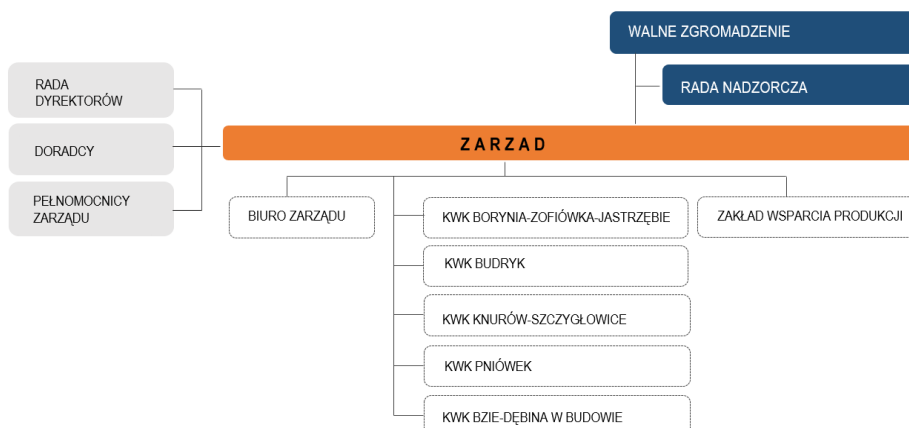 WALNE ZGROMADZENIE
RADA NADZORCZA
RADA
DYREKTORÓW
DORADCY
PEŁNOMOCNICY
ZARZĄDU
ZARZAD
BIURO ZARZĄDU
KWK BORYNIA-ZOFIÓWKA-JASTRZĘBIE
ZAKŁAD WSPARCIA PRODUKCJI
KWK BUDRYK
KWK KNURÓW-SZCZYGŁOWICE
KWK PNIÓWEK
KWK BZIE-DĘBINA W BUDOWIE